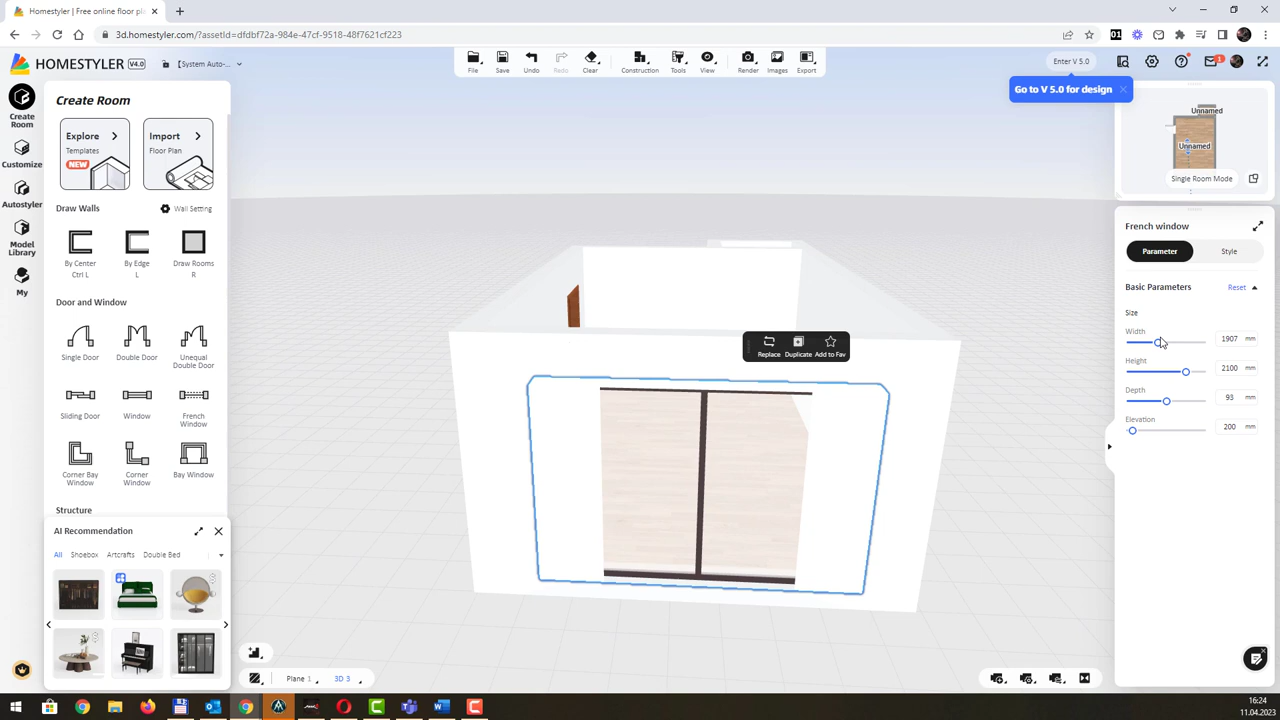 Homestyler | Free online floor pla
3d.homestyler.com/?assetId=dfdbf72a-984e-47cf-9518-48f7621cf223
HOMESTYLER V4.0
[System Auto-...
File
Save
Undo
Redo
Clear
Construction
Tools
View
Render
Images
Export
Enter V 5.0
1
Go to V 5.0 for design
Create Room
Customize
Autostyler
Model Library
My
Create Room
Explore
Templates
NEW
Import
Floor Plan
Draw Walls
Wall Setting
By Center
Ctrl L
By Edge
L
Draw Rooms
R
Door and Window
Single Door
Double Door
Unequal Double Door
Sliding Door
Window
French Window
Corner Bay Window
Corner Window
Bay Window
Structure
AI Recommendation
All
Shoebox
Artcrafts
Double Bed
Replace
Duplicate
Add to Fav
Plane 1
3D 3
Unnamed
Unnamed
Single Room Mode
French window
Parameter
Style
Basic Parameters
Reset
Size
Width
1907 mm
Height
2100 mm
Depth
93 mm
Elevation
200 mm
16:24
11.04.2023